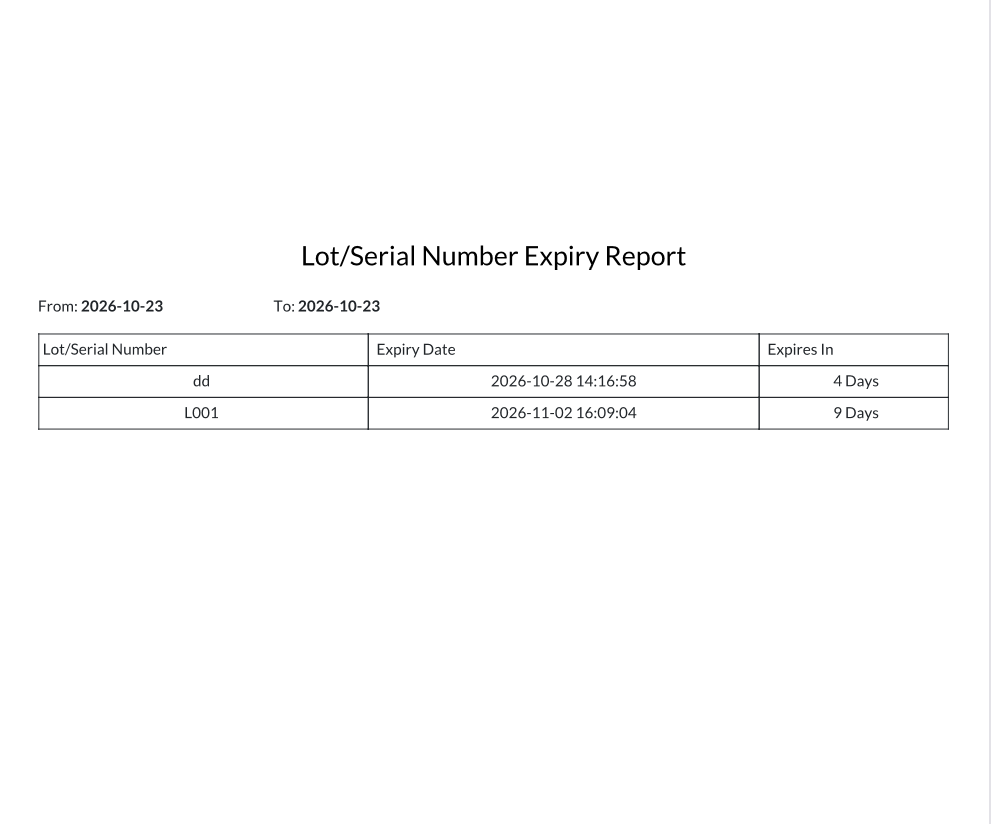 Lot/Serial Number Expiry Report
From: 2026-10-23 To: 2026-10-23
Lot/Serial Number Expiry Date Expires In
dd 2026-10-28 14:16:58 4 Days
L001 2026-11-02 16:09:04 9 Days